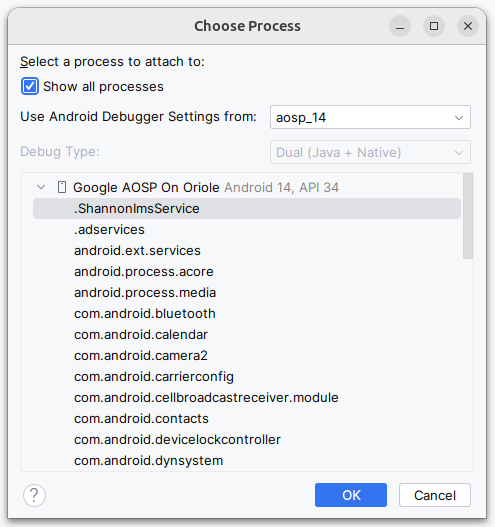 Choose Process
Select a process to attach to:
Show all processes
Use Android Debugger Settings from: aosp_14
Debug Type: Dual (Java + Native)
Google AOSP On Oriole Android 14, API 34
.ShannonImsService
.adservices
android.ext.services
android.process.acore
android.process.media
com.android.bluetooth
com.android.calendar
com.android.camera2
com.android.carrierconfig
com.android.cellbroadcastreceiver.module
com.android.contacts
com.android.devicelockcontroller
com.android.dynsystem
? OK Cancel